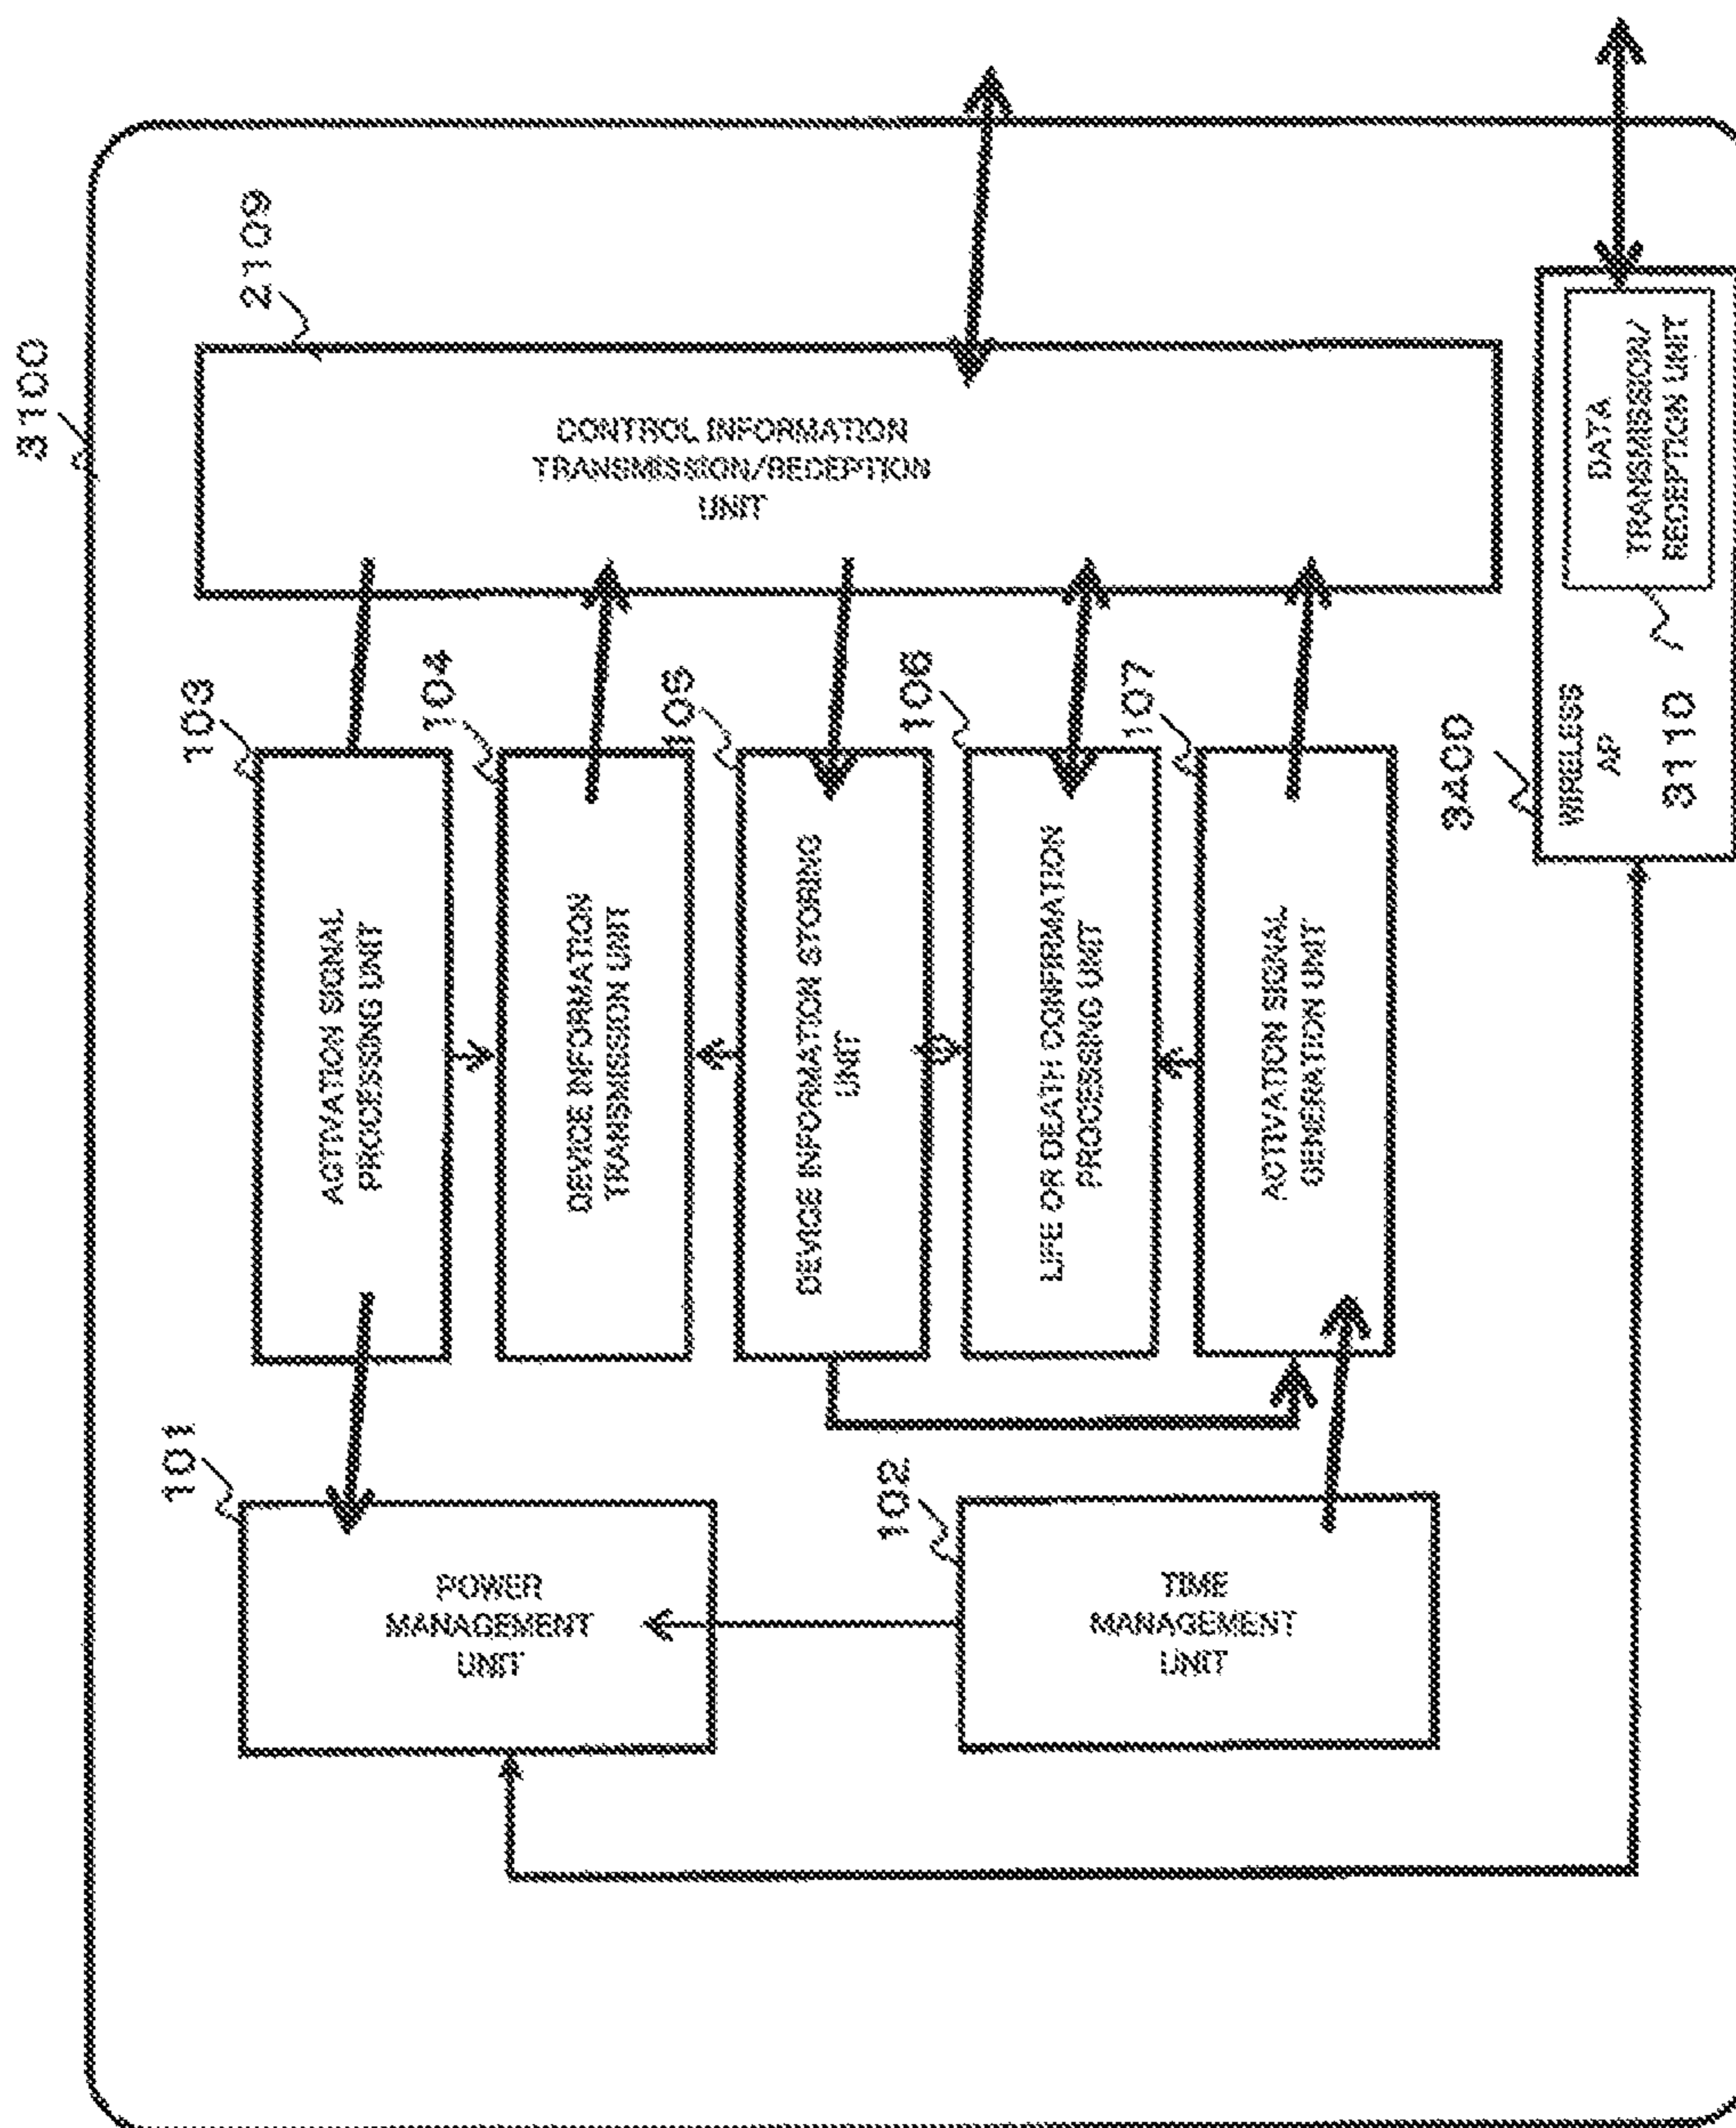 3100
2109
CONTROL INFORMATION
TRANSMISSION/RECEPTION
UNIT
103
ACTIVATION SIGNAL
PROCESSING UNIT
104
DEVICE INFORMATION
TRANSMISSION UNIT
105
DEVICE INFORMATION STORING
UNIT
106
LIFE OR DEATH CONFIRMATION
PROCESSING UNIT
107
ACTIVATION SIGNAL
GENERATION UNIT
101
POWER
MANAGEMENT
UNIT
102
TIME
MANAGEMENT
UNIT
3400
WIRELESS
AP
3110
DATA
TRANSMISSION/
RECEPTION UNIT